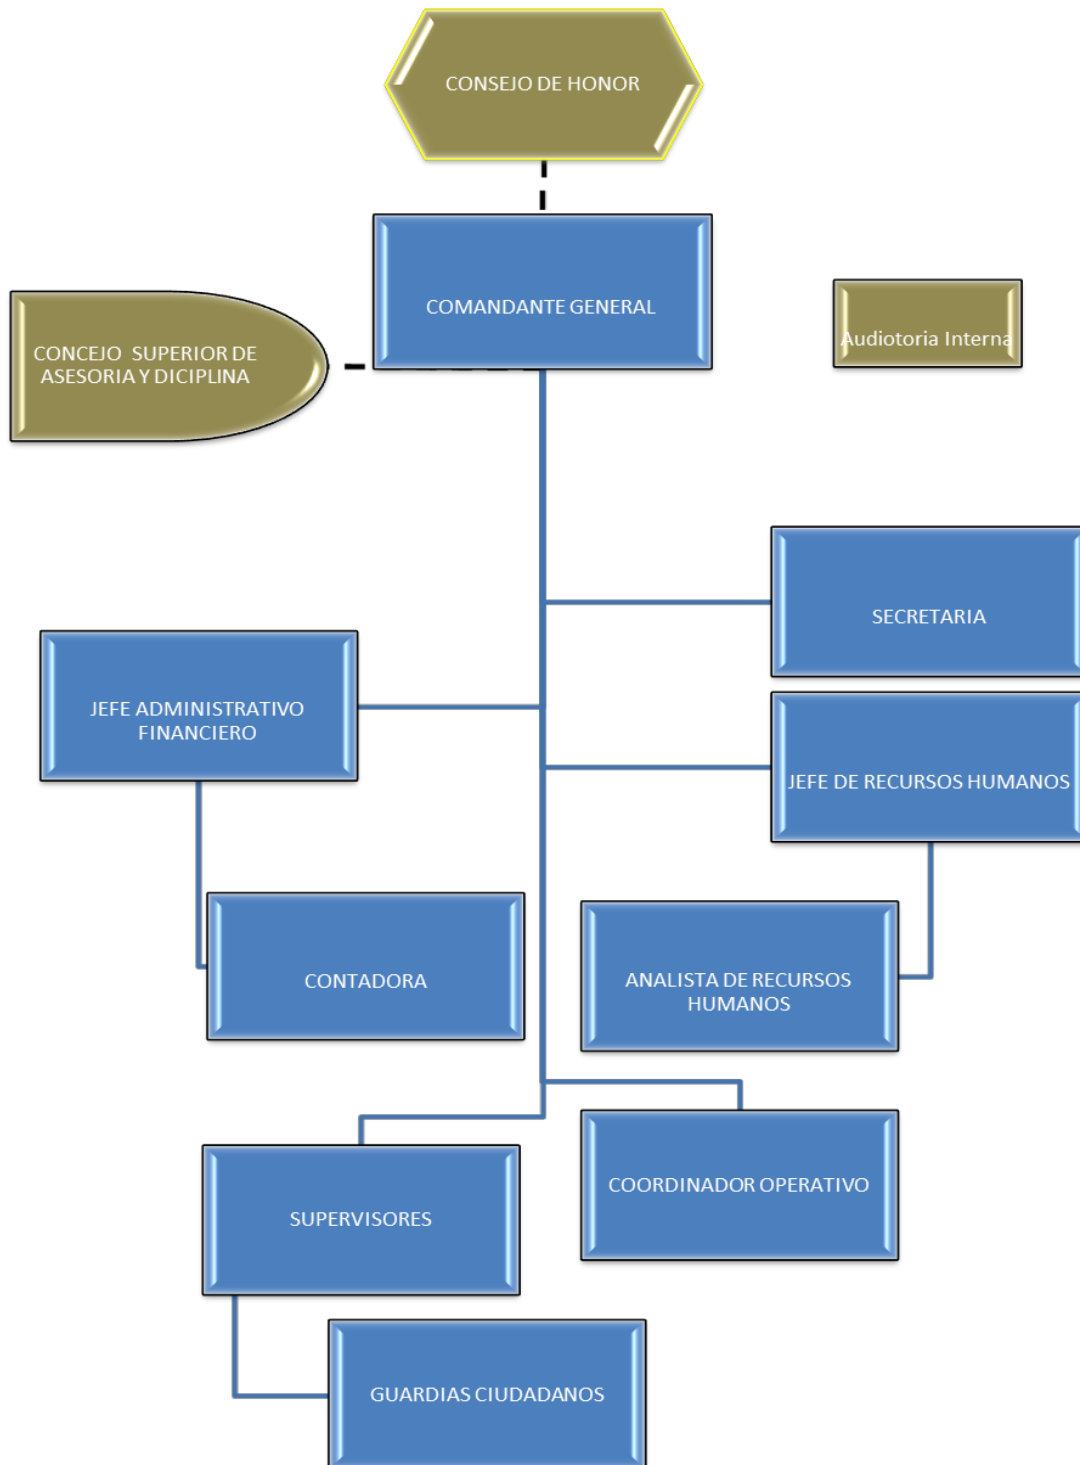 CONSEJO DE HONOR
COMANDANTE GENERAL
Audiotoria Interna
CONCEJO SUPERIOR DE
ASESORIA Y DICIPLINA
SECRETARIA
JEFE ADMINISTRATIVO
FINANCIERO
JEFE DE RECURSOS HUMANOS
CONTADORA
ANALISTA DE RECURSOS
HUMANOS
COORDINADOR OPERATIVO
SUPERVISORES
GUARDIAS CIUDADANOS